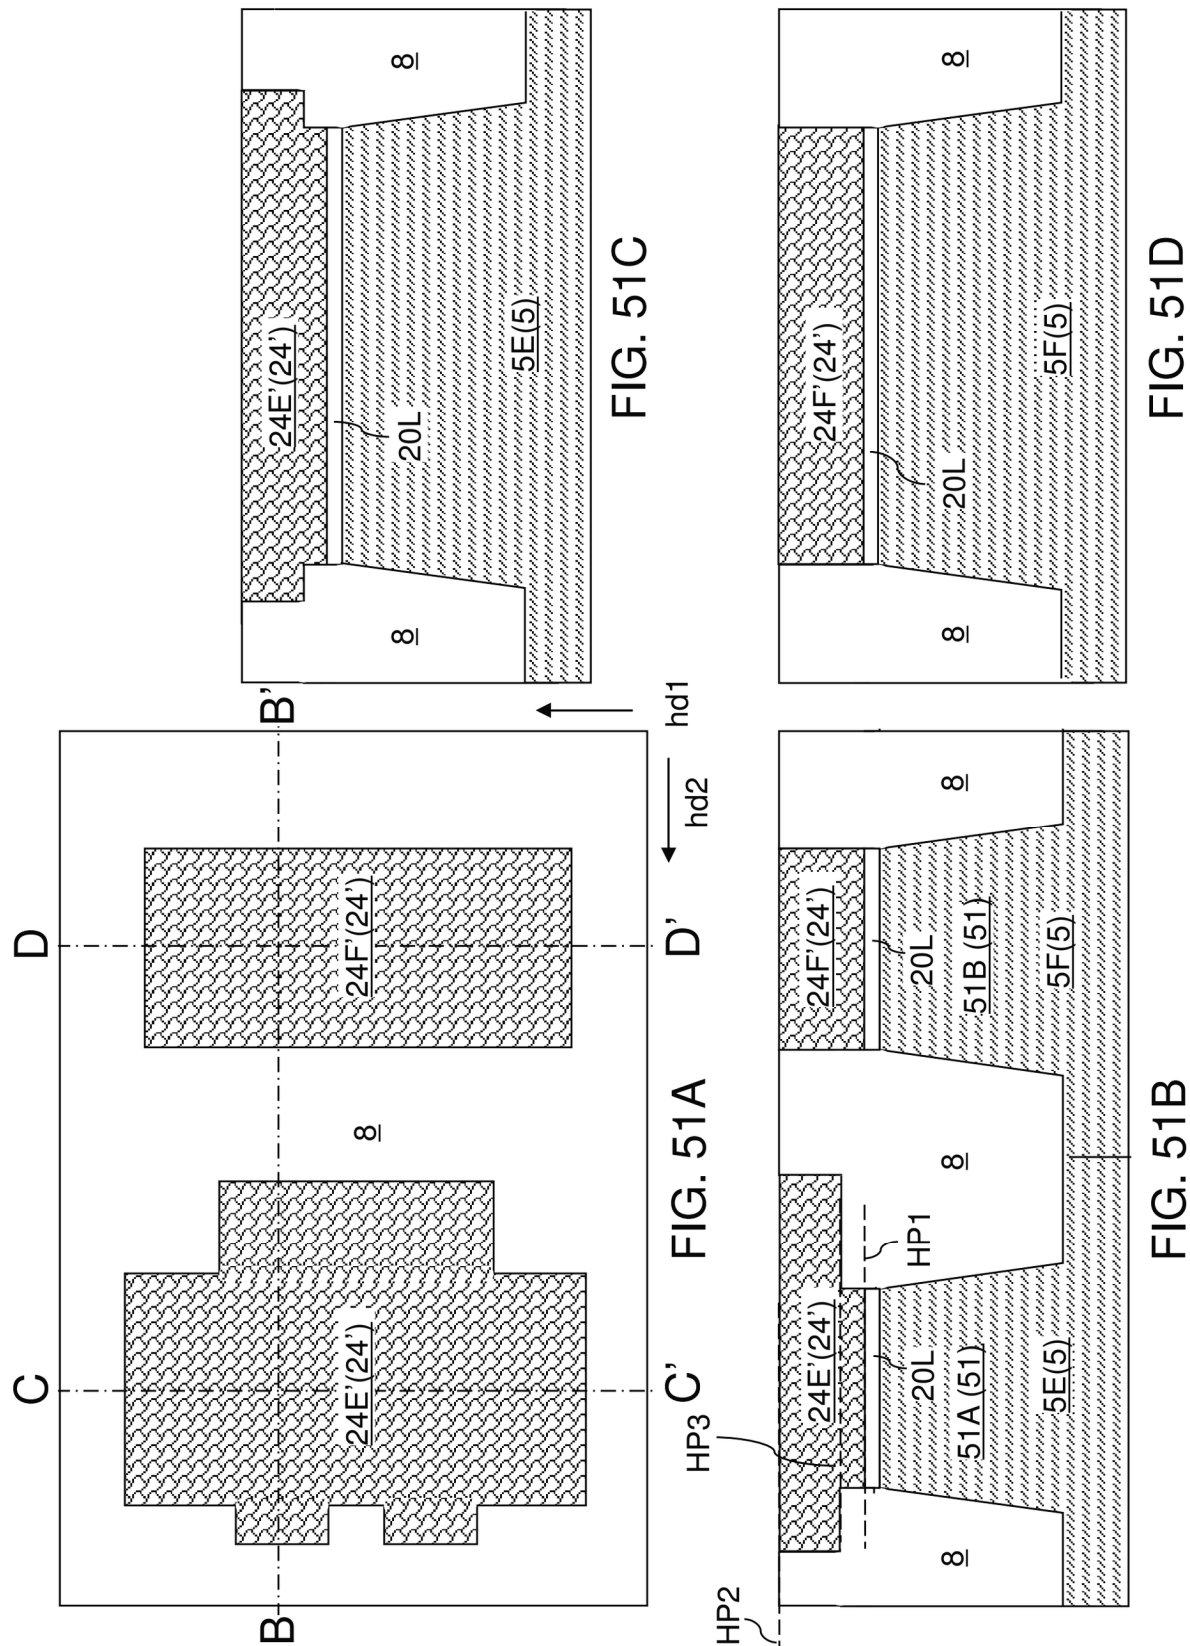 D
D'
C
C'
B
B'
24F'(24')
8
24E'(24')
hd1
hd2
FIG. 51A
HP2
HP3
24E'(24')
24F'(24')
HP1
20L
20L
8
8
8
51A (51)
51B (51)
5E(5)
5F(5)
FIG. 51B
24E'(24')
20L
8
8
5E(5)
FIG. 51C
24F'(24')
20L
8
8
5F(5)
FIG. 51D